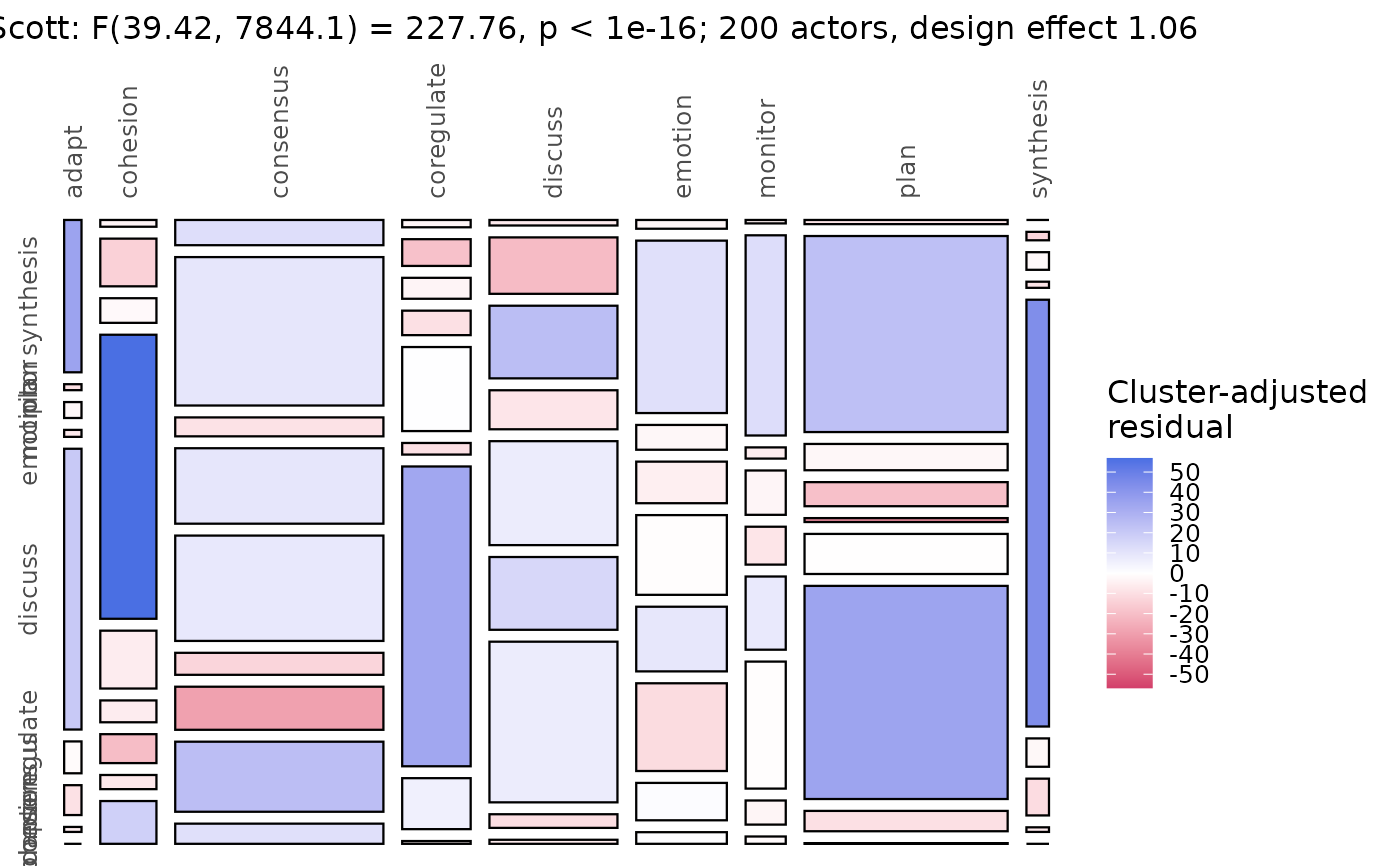 Scott: F(39.42, 7844.1) = 227.76, p < 1e-16; 200 actors, design effect 1.06
adapt
cohesion
consensus
coregulate
discuss
emotion
monitor
plan
synthesis
synthesis
plan
emotion
discuss
Cluster-adjusted
residual
50
40
30
20
10
0
-10
-20
-30
-40
-50